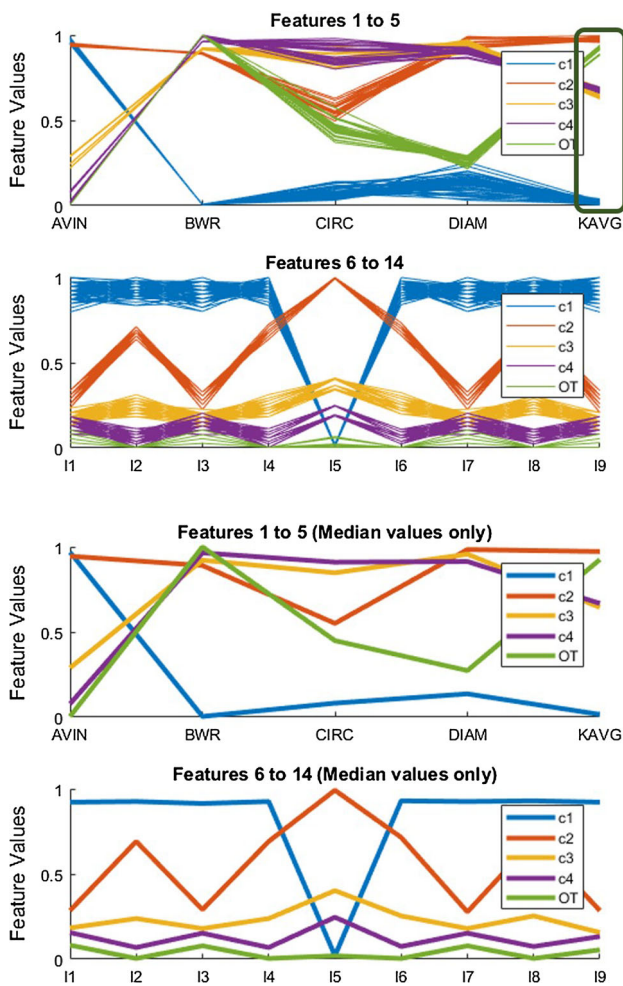 Features 1 to 5
Feature Values
1
0.5
0
c1
c2
c3
c4
OT
AVIN BWR CIRC DIAM KAVG
Features 6 to 14
Feature Values
1
0.5
0
c1
c2
c3
c4
OT
I1 I2 I3 I4 I5 I6 I7 I8 I9
Features 1 to 5 (Median values only)
Feature Values
1
0.5
0
c1
c2
c3
c4
OT
AVIN BWR CIRC DIAM KAVG
Features 6 to 14 (Median values only)
Feature Values
1
0.5
0
c1
c2
c3
c4
OT
I1 I2 I3 I4 I5 I6 I7 I8 I9